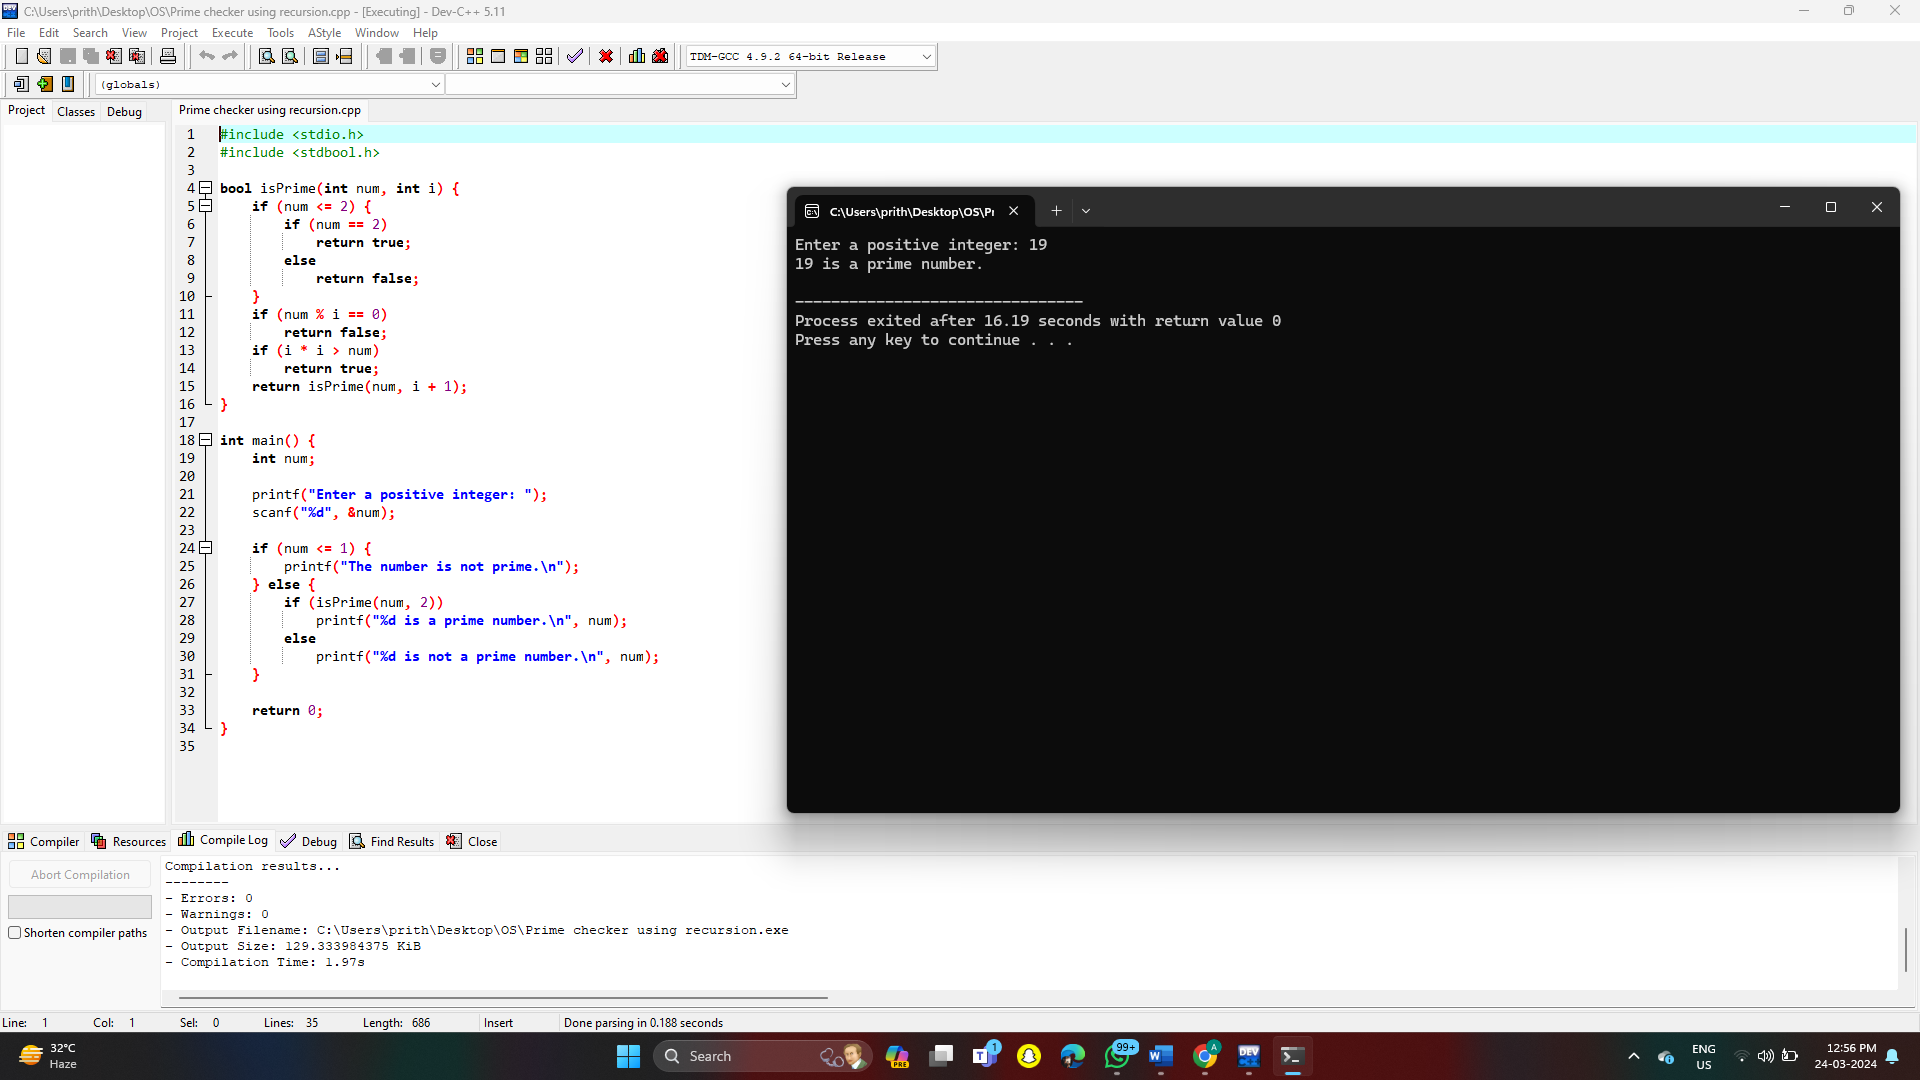 C:\Users\prith\Desktop\OS\Prime checker using recursion.cpp - [Executing] - Dev-C++ 5.11
File Edit Search View Project Execute Tools AStyle Window Help
TDM-GCC 4.9.2 64-bit Release
(globals)
Project Classes Debug
Prime checker using recursion.cpp
1 #include <stdio.h>
2 #include <stdbool.h>
3
4 bool isPrime(int num, int i) {
5     if (num <= 2) {
6         if (num == 2)
7             return true;
8         else
9             return false;
10     }
11     if (num % i == 0)
12         return false;
13     if (i * i > num)
14         return true;
15     return isPrime(num, i + 1);
16 }
17
18 int main() {
19     int num;
20
21     printf("Enter a positive integer: ");
22     scanf("%d", &num);
23
24     if (num <= 1) {
25         printf("The number is not prime.\n");
26     } else {
27         if (isPrime(num, 2))
28             printf("%d is a prime number.\n", num);
29         else
30             printf("%d is not a prime number.\n", num);
31     }
32
33     return 0;
34 }
35
C:\Users\prith\Desktop\OS\Pr
Enter a positive integer: 19
19 is a prime number.
--------------------------------
Process exited after 16.19 seconds with return value 0
Press any key to continue . . .
Compiler Resources Compile Log Debug Find Results Close
Abort Compilation
Shorten compiler paths
Compilation results...
--------
- Errors: 0
- Warnings: 0
- Output Filename: C:\Users\prith\Desktop\OS\Prime checker using recursion.exe
- Output Size: 129.333984375 KiB
- Compilation Time: 1.97s
Line: 1 Col: 1 Sel: 0 Lines: 35 Length: 686 Insert Done parsing in 0.188 seconds
32°C
Haze
Search
PRE
1
99+
A
DEV
ENG
US
12:56 PM
24-03-2024